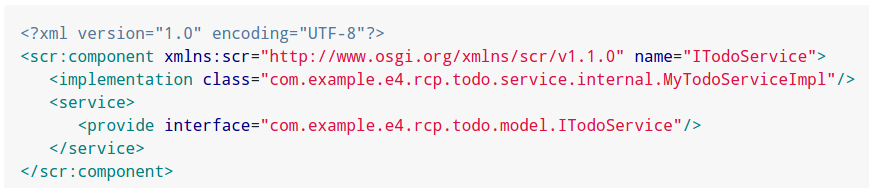 <?xml version="1.0" encoding="UTF-8"?>
<scr:component xmlns:scr="http://www.osgi.org/xmlns/scr/v1.1.0" name="ITodoService">
   <implementation class="com.example.e4.rcp.todo.service.internal.MyTodoServiceImpl"/>
   <service>
      <provide interface="com.example.e4.rcp.todo.model.ITodoService"/>
   </service>
</scr:component>